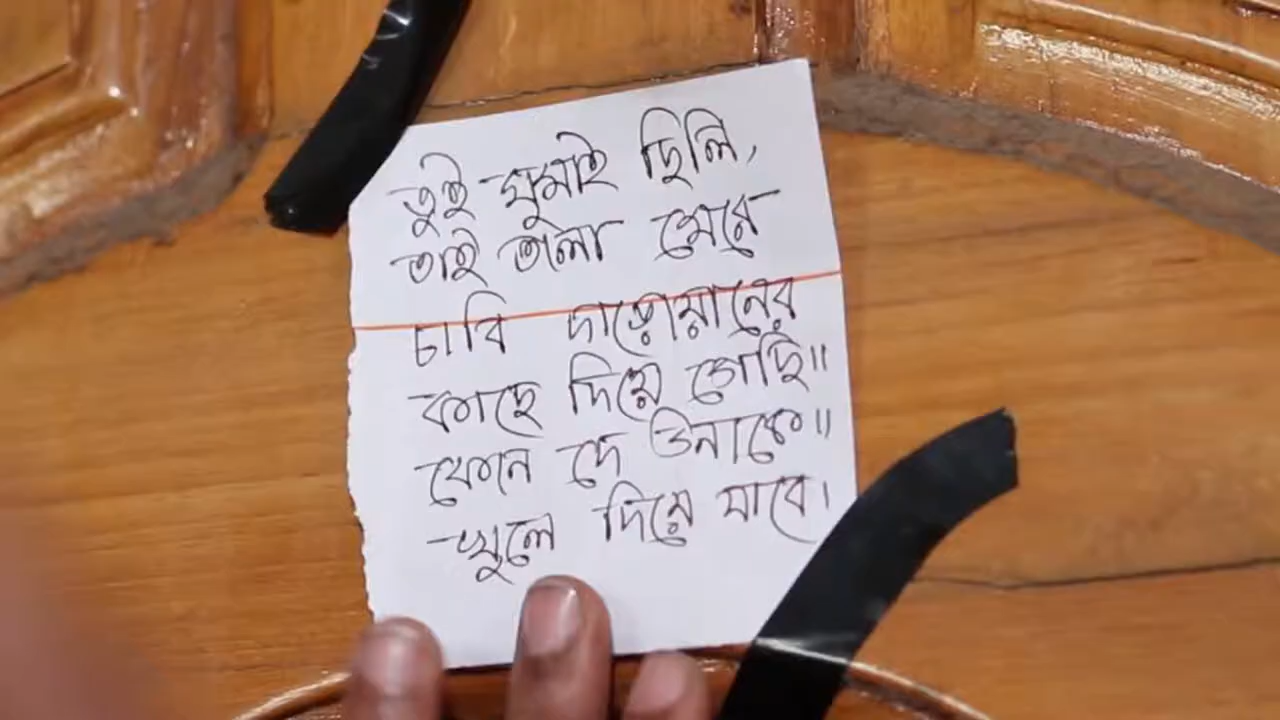 তুই ঘুমাই ছিলি,
তাই তালা মেরে
চাবি দাড়োয়ানের
কাছে দিয়ে গেছি॥
ফোন দে ওনাকে॥
খুলে দিয়ে যাবে।